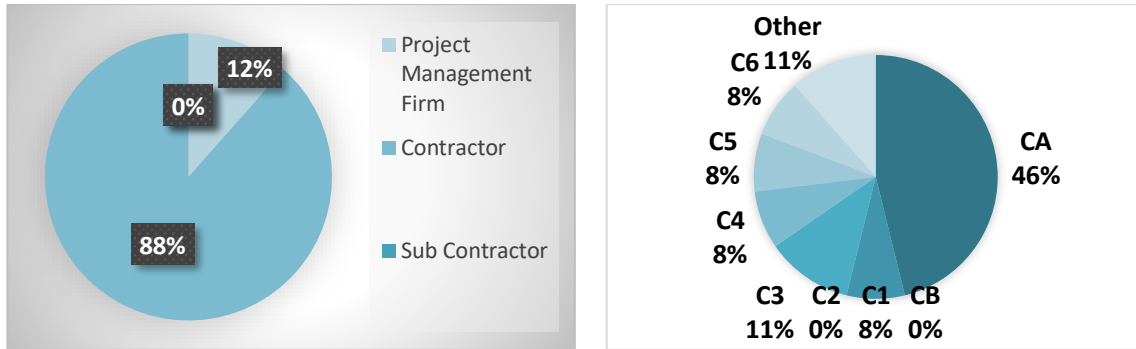 12%
0%
88%
Project
Management
Firm
Contractor
Sub Contractor
Other
11%
C6
8%
C5
8%
C4
8%
C3
11%
C2
0%
C1
8%
CB
0%
CA
46%